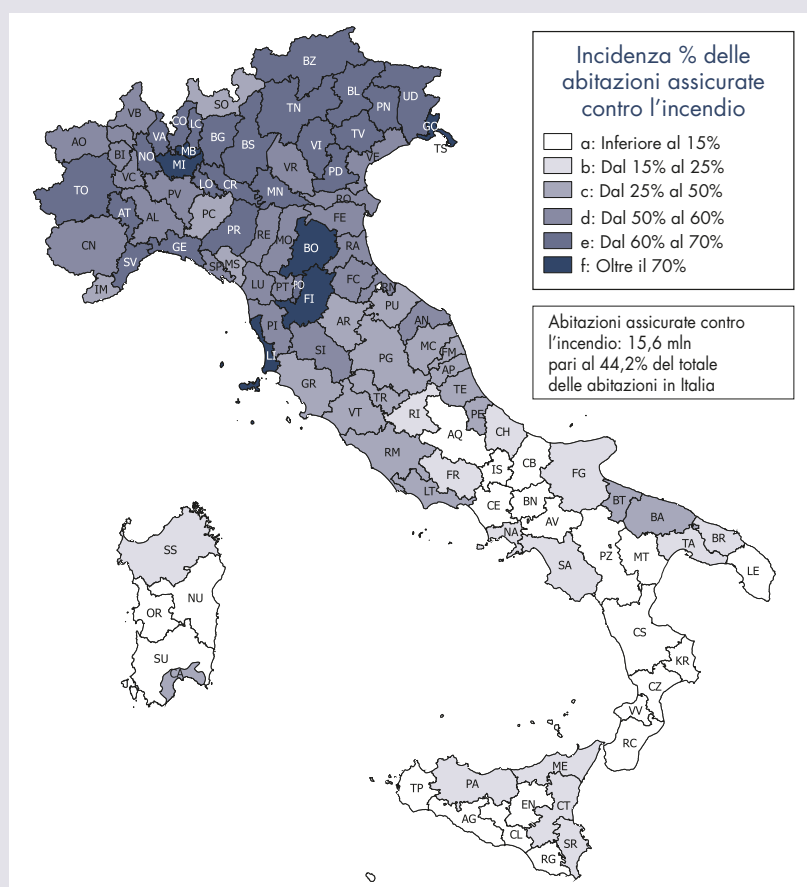 Incidenza % delle
abitazioni assicurate
contro l'incendio
a: Inferiore al 15%
b: Dal 15% al 25%
c: Dal 25% al 50%
d: Dal 50% al 60%
e: Dal 60% al 70%
f: Oltre il 70%
Abitazioni assicurate contro
l'incendio: 15,6 mln
pari al 44,2% del totale
delle abitazioni in Italia
BZ
SO
BL
UD
TN
PN
VB
CO
LC
GO
VA
BG
BS
VI
TV
AO
TS
BI
NO
MB
MI
VR
VE
VC
PD
TO
LO
CR
MN
PV
RO
AT
AL
PC
FE
PR
RE
MO
CN
GE
BO
RA
SV
SP
MS
IM
LU
PT
PO
FC
RN
FI
PU
PI
AR
AN
LI
SI
MC
FM
PG
AP
GR
TE
TR
VT
RI
PE
AQ
CH
RM
CB
FR
IS
FG
LT
BT
CE
BN
BA
AV
NA
TA
BR
SS
SA
PZ
MT
LE
NU
OR
CS
SU
KR
CA
CZ
VV
RC
ME
TP
PA
EN
CT
AG
CL
SR
RG